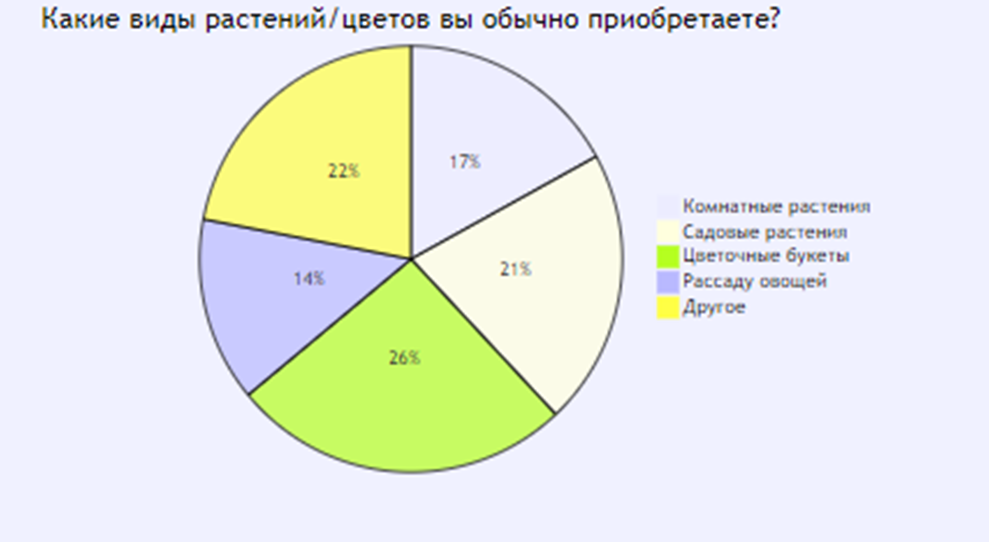 Какие виды растений/цветов вы обычно приобретаете?
22%
17%
21%
14%
26%
Комнатные растения
Садовые растения
Цветочные букеты
Рассаду овощей
Другое